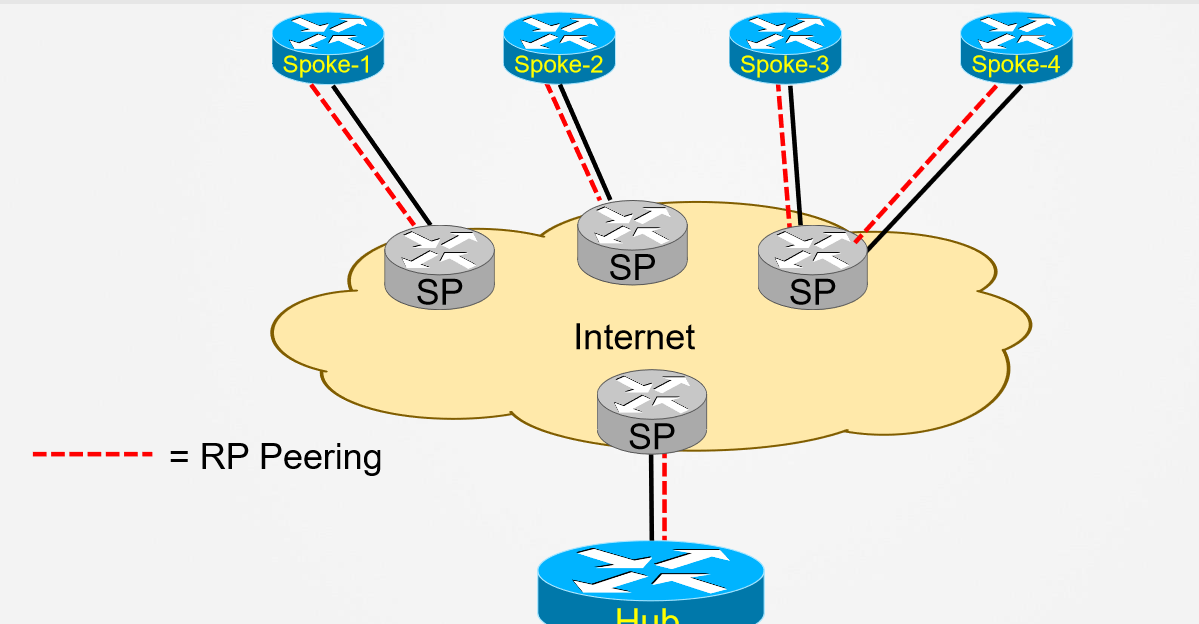 Spoke-1
Spoke-2
Spoke-3
Spoke-4
SP
SP
SP
Internet
SP
= RP Peering
Hub